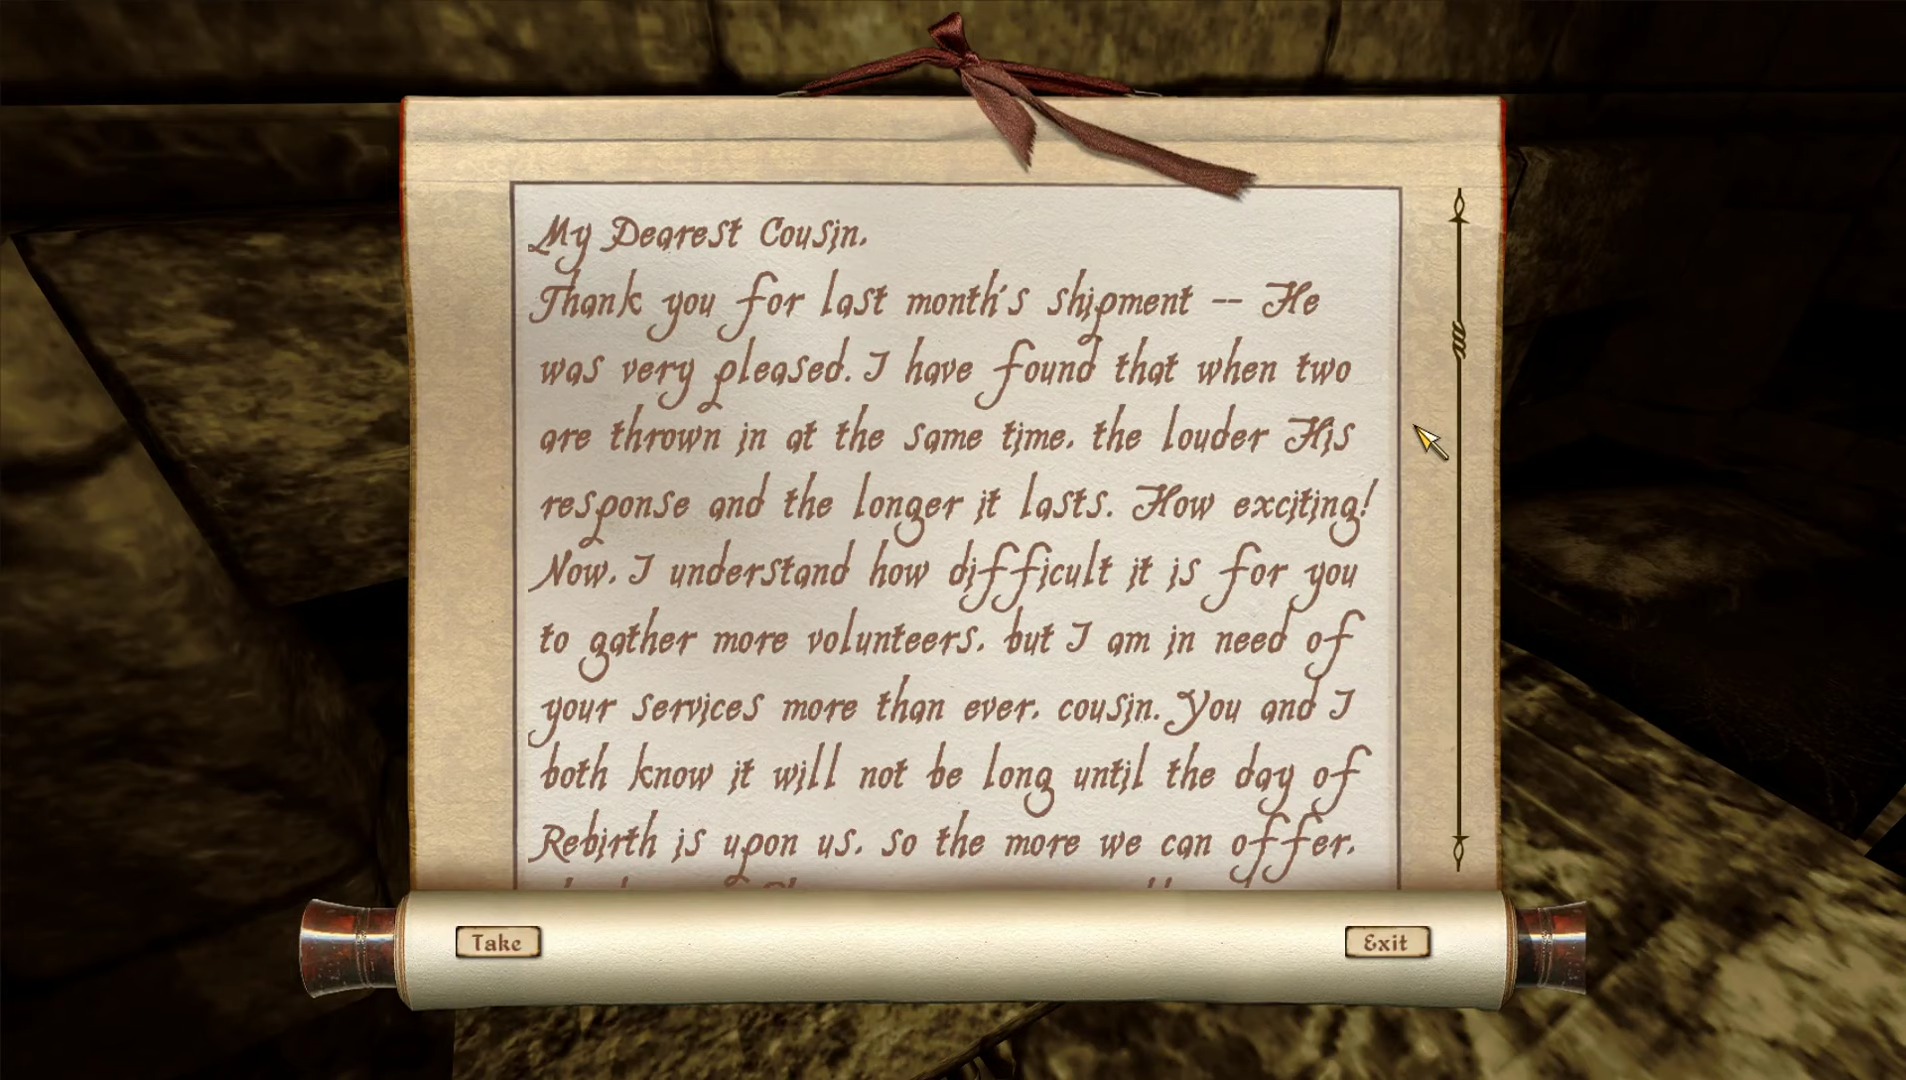 My Dearest Cousin,
Thank you for last month's shipment -- He
was very pleased. I have found that when two
are thrown in at the same time, the louder His
response and the longer it lasts. How exciting!
Now, I understand how difficult it is for you
to gather more volunteers, but I am in need of
your services more than ever, cousin. You and I
both know it will not be long until the day of
Rebirth is upon us, so the more we can offer,
Take
Exit